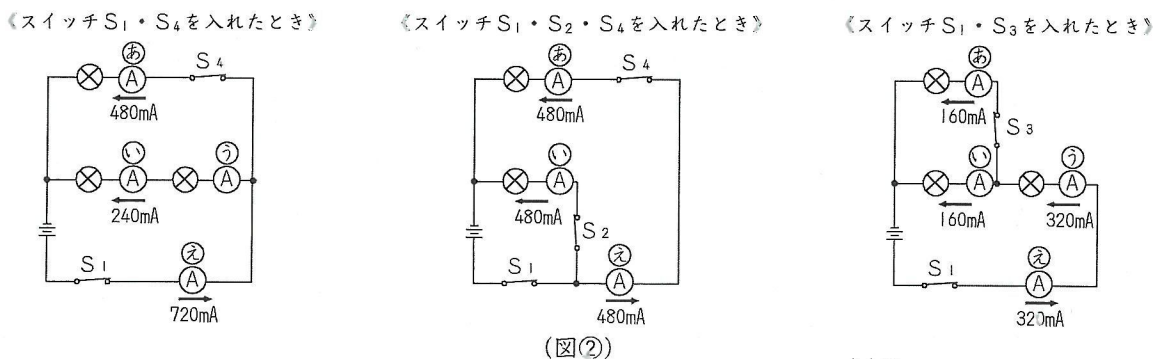 《スイッチS₁・S₄を入れたとき》
あ
A
S₄
480mA
い
A
う
A
240mA
S₁
え
A
720mA
《スイッチS₁・S₂・S₄を入れたとき》
あ
A
S₄
480mA
い
A
480mA
S₂
S₁
え
A
480mA
(図②)
《スイッチS₁・S₃を入れたとき》
あ
A
160mA
S₃
い
A
う
A
160mA
320mA
S₁
え
A
320mA